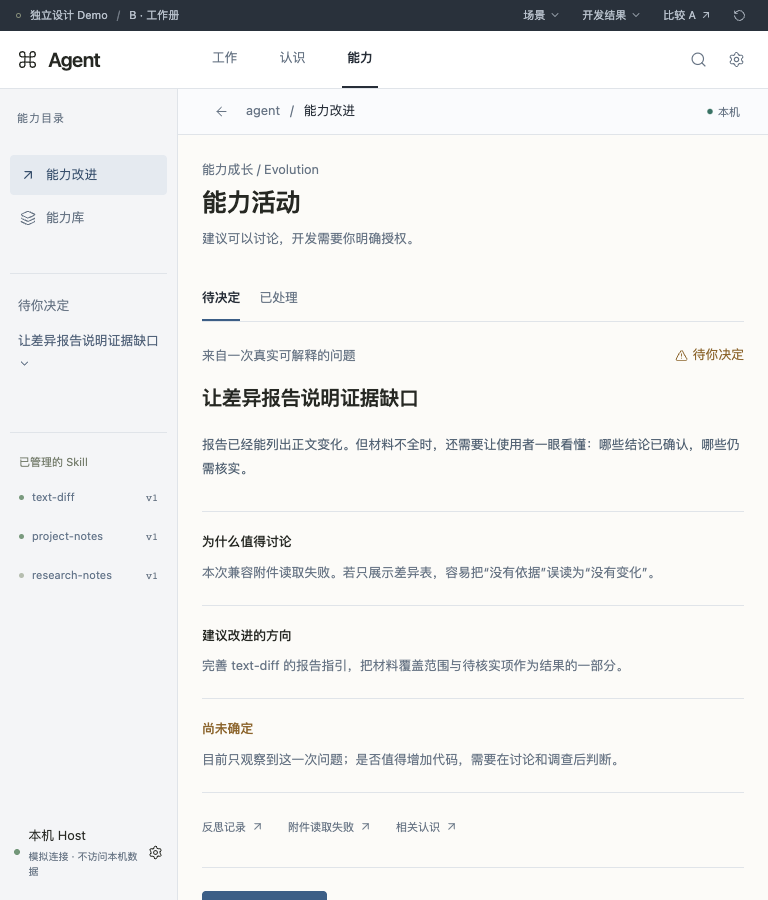 独立设计 Demo / B · 工作册
场景
开发结果
比较 A
Agent
工作
认识
能力
能力目录
能力改进
能力库
待你决定
让差异报告说明证据缺口
已管理的 Skill
text-diff v1
project-notes v1
research-notes v1
本机 Host
模拟连接 · 不访问本机数
据
agent / 能力改进
本机
能力成长 / Evolution
能力活动
建议可以讨论，开发需要你明确授权。
待决定
已处理
来自一次真实可解释的问题
待你决定
让差异报告说明证据缺口
报告已经能列出正文变化。但材料不全时，还需要让使用者一眼看懂：哪些结论已确认，哪些仍
需核实。
为什么值得讨论
本次兼容附件读取失败。若只展示差异表，容易把“没有依据”误读为“没有变化”。
建议改进的方向
完善 text-diff 的报告指引，把材料覆盖范围与待核实项作为结果的一部分。
尚未确定
目前只观察到这一次问题；是否值得增加代码，需要在讨论和调查后判断。
反思记录
附件读取失败
相关认识